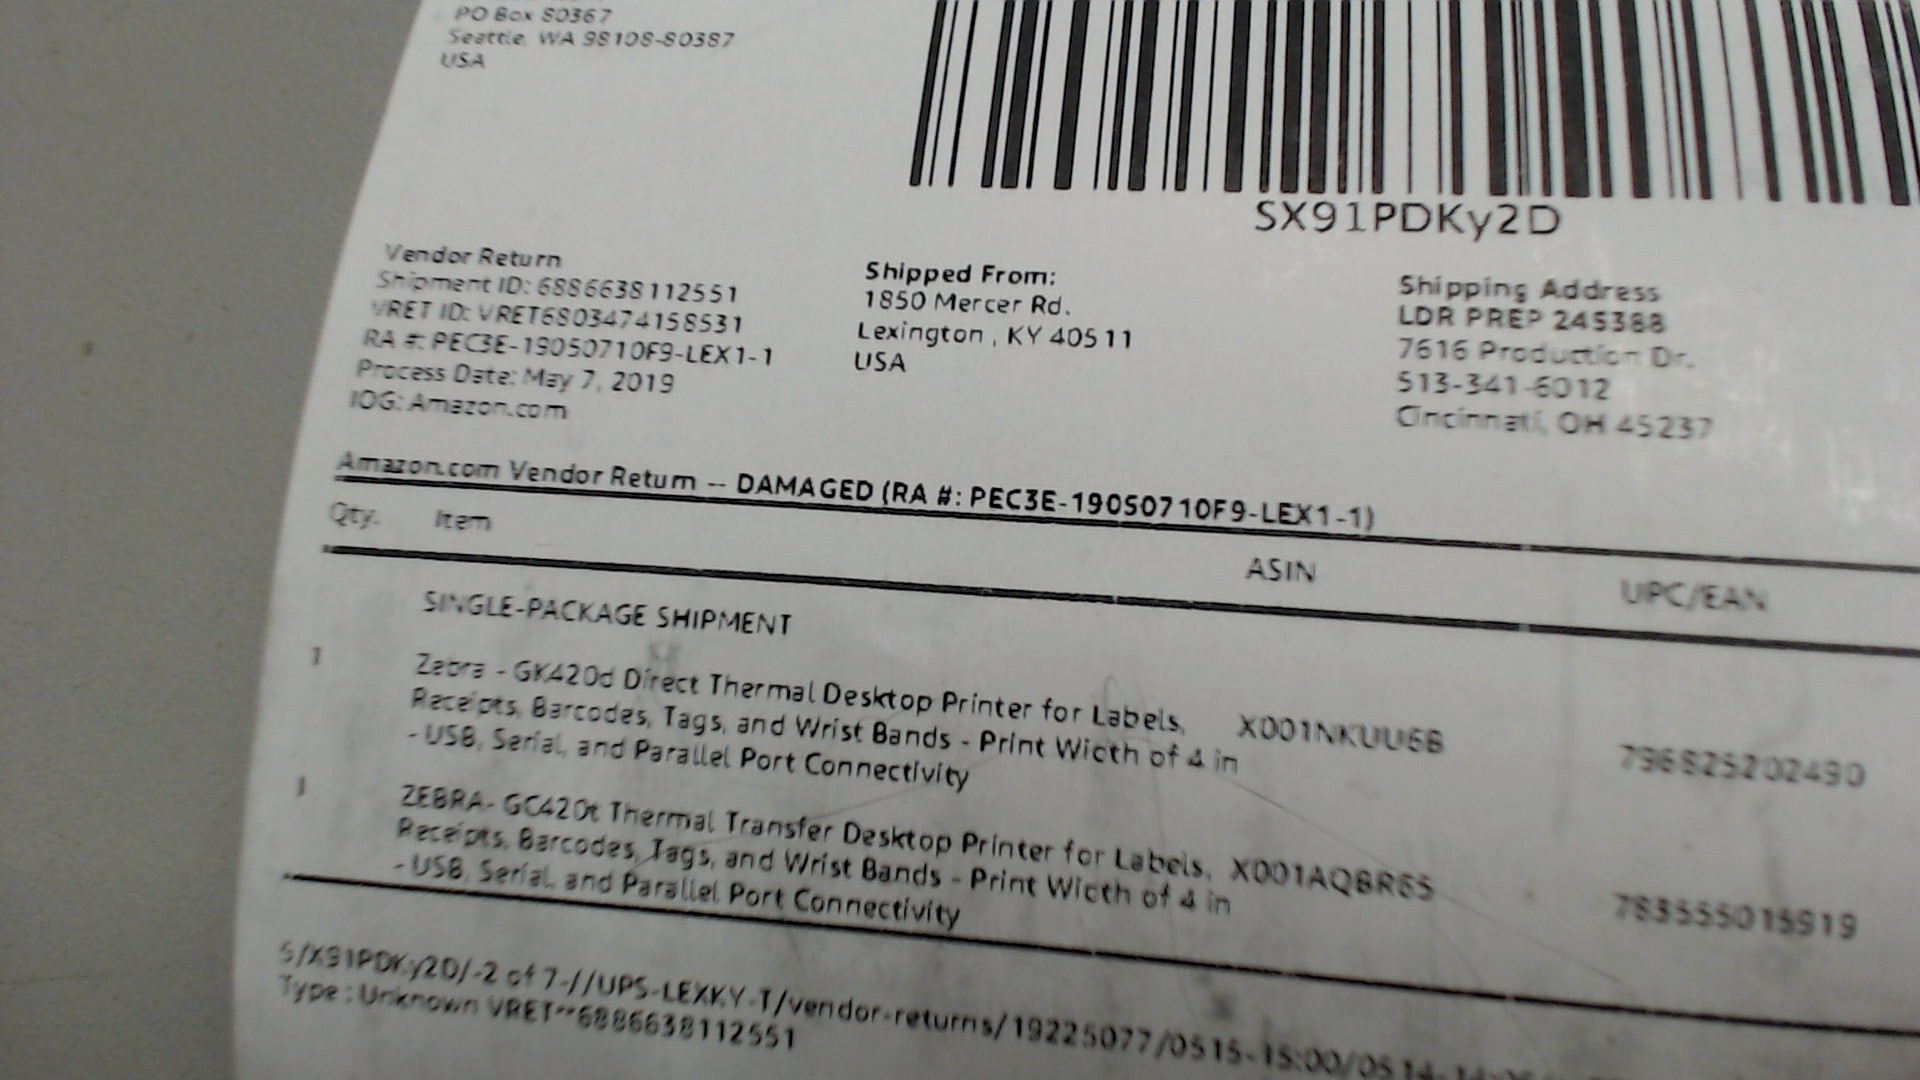 PO Box 80367
Seattle, WA 98108-80387
USA
SX91PDKy2D
Vendor Return
Shipment ID: 6886638112551
VRET ID: VRET6803474158531
RA #: PEC3E-19050710F9-LEX1-1
Process Date: May 7, 2019
IOG: Amazon.com
Shipped From:
1850 Mercer Rd.
Lexington , KY 40511
USA
Shipping Address
LDR PREP 245388
7616 Production Dr.
513-341-6012
Cincinnati, OH 45237
Amazon.com Vendor Return -- DAMAGED (RA #: PEC3E-19050710F9-LEX1-1)
Qty. Item ASIN UPC/EAN
SINGLE-PACKAGE SHIPMENT
1 Zebra - GK420d Direct Thermal Desktop Printer for Labels,
Receipts, Barcodes, Tags, and Wrist Bands - Print Width of 4 in
- USB, Serial, and Parallel Port Connectivity
X001NKUU6B
796825202490
1 ZEBRA- GC420t Thermal Transfer Desktop Printer for Labels,
Receipts, Barcodes, Tags, and Wrist Bands - Print Width of 4 in
- USB, Serial, and Parallel Port Connectivity
X001AQBR65
783555015919
S/X91PDKy2D/-2 of 7-//UPS-LEXKY-T/vendor-returns/19225077/0515-15:00/0514-
Type : Unknown VRET**6886638112551